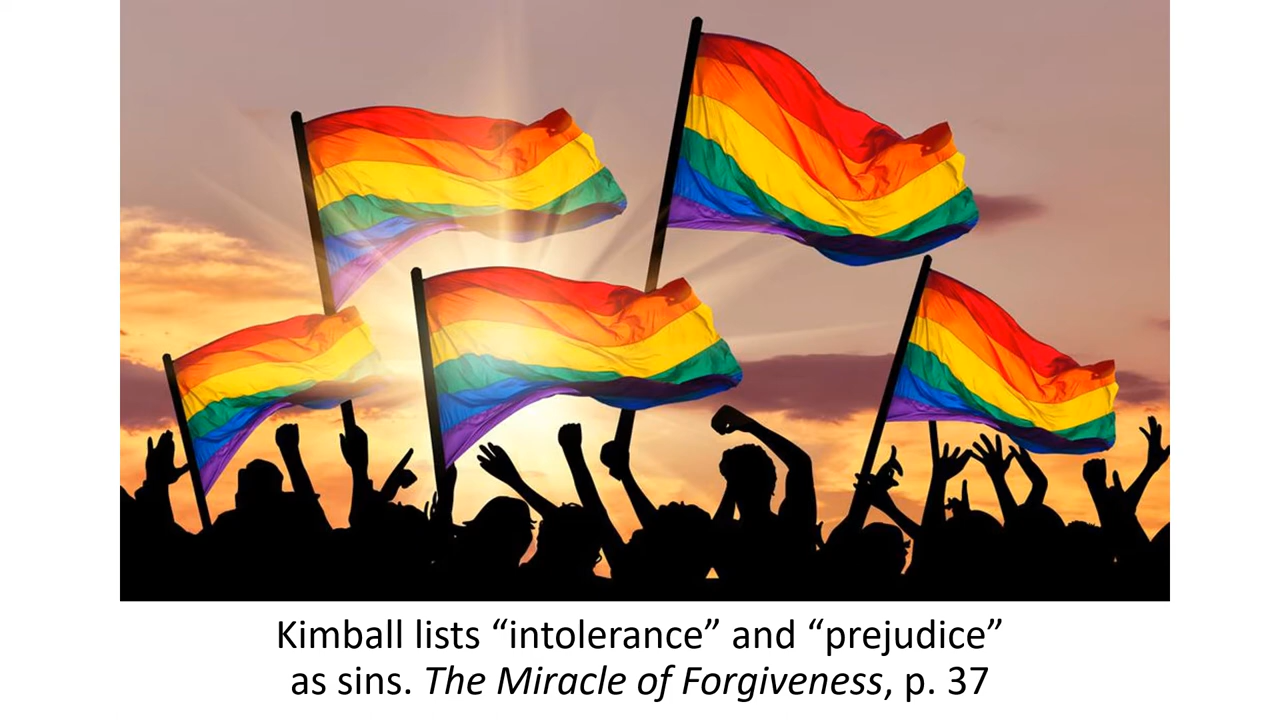 Kimball lists “intolerance” and “prejudice”
as sins. The Miracle of Forgiveness, p. 37